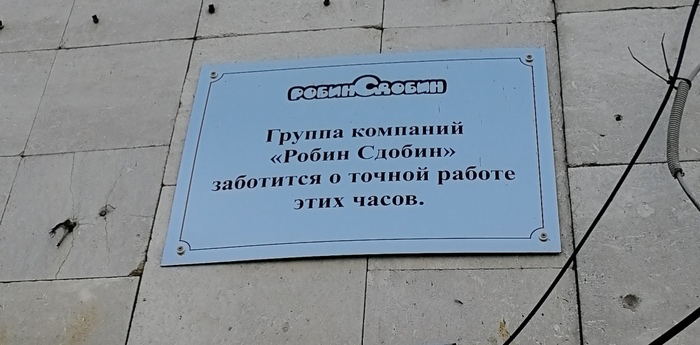 РОБИНСДОБИН
Группа компаний
«Робин Сдобин»
заботится о точной работе
этих часов.